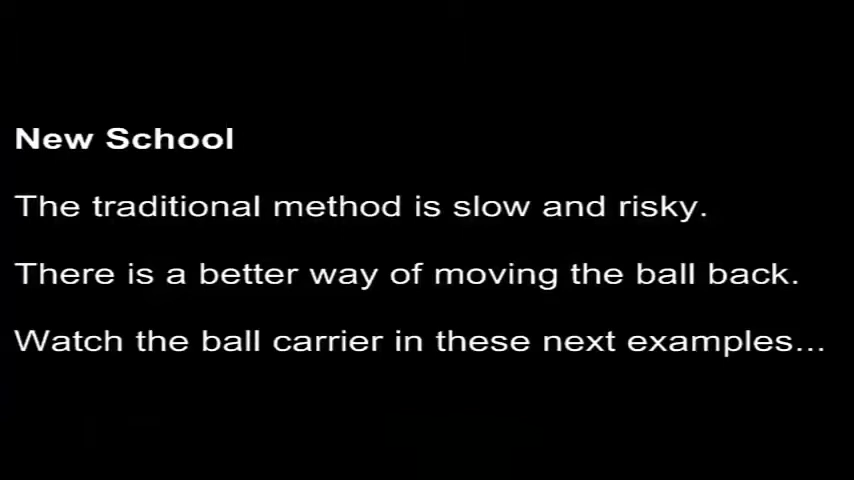 New School
The traditional method is slow and risky.
There is a better way of moving the ball back.
Watch the ball carrier in these next examples...